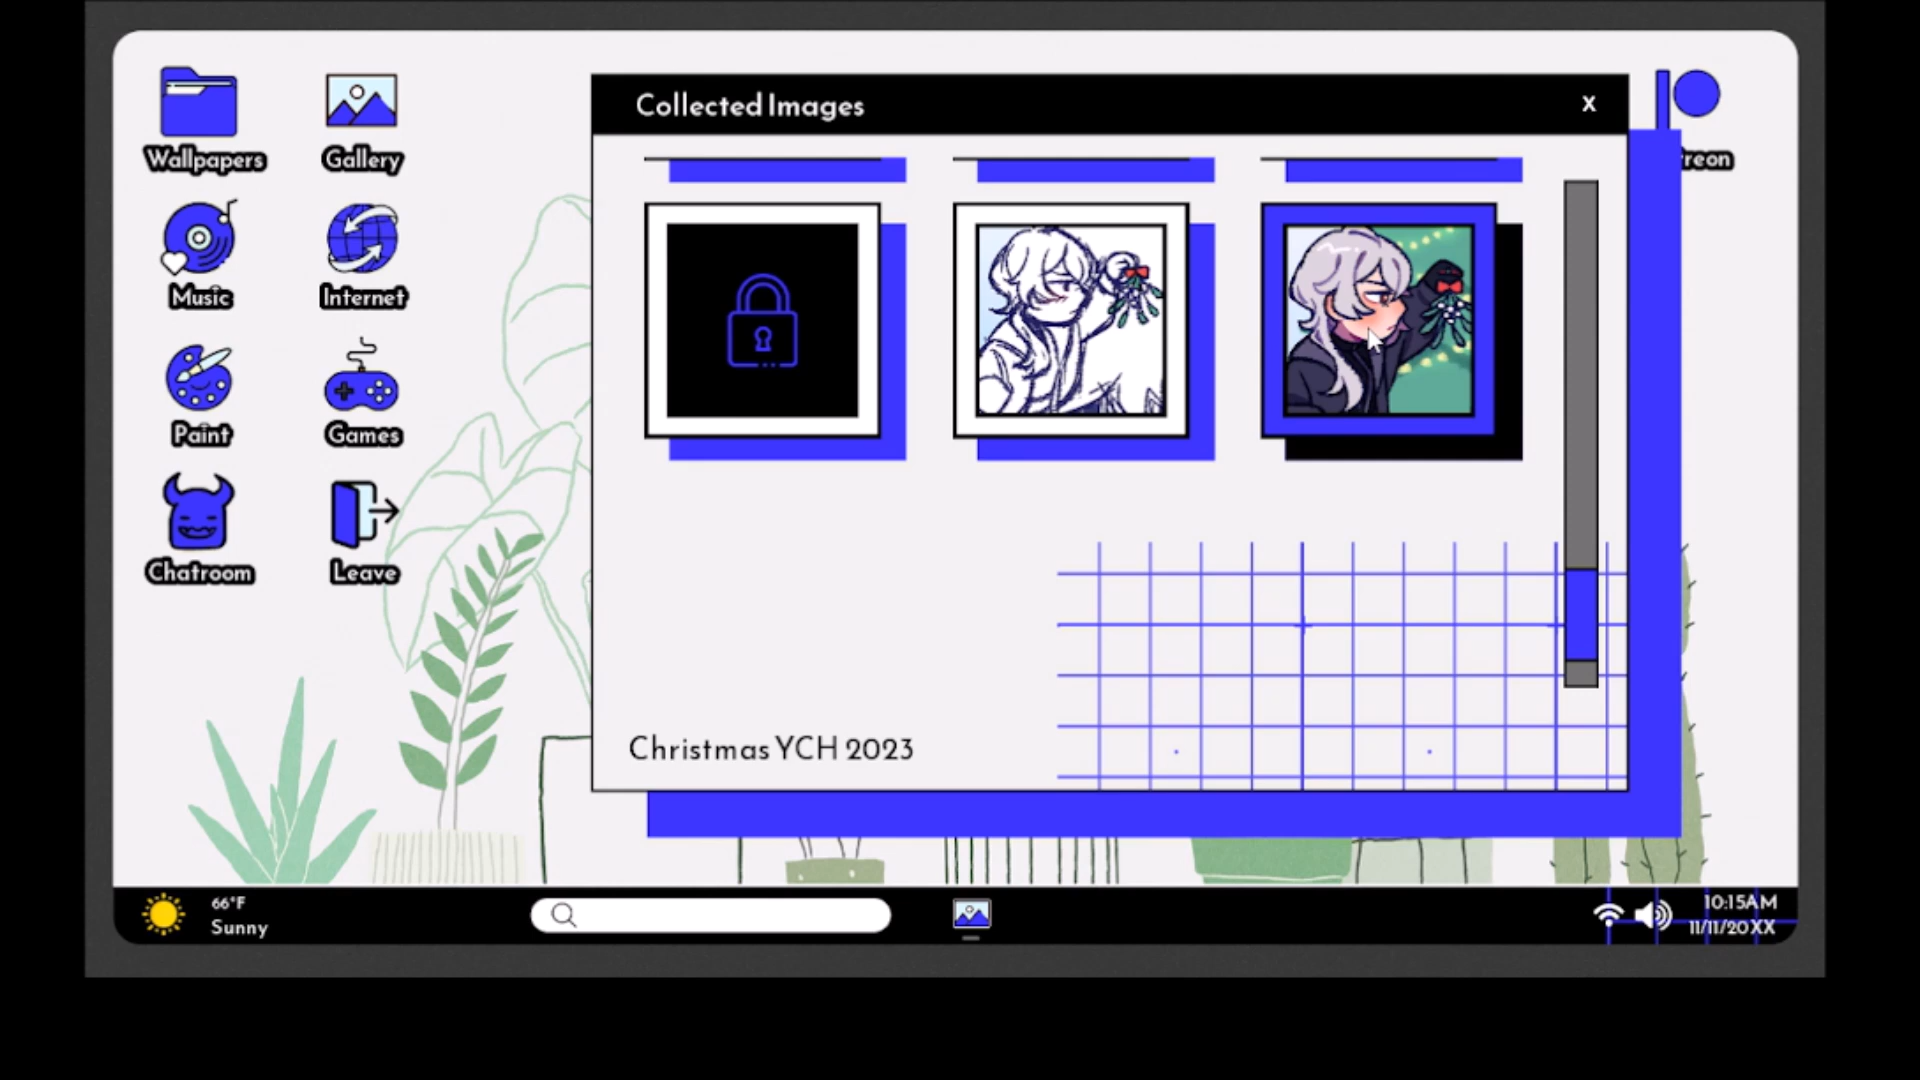 Collected Images
x
Wallpapers
Gallery
reon
Music
Internet
Paint
Games
Chatroom
Leave
Christmas YCH 2023
66°F
Sunny
10:15AM
11/11/20XX